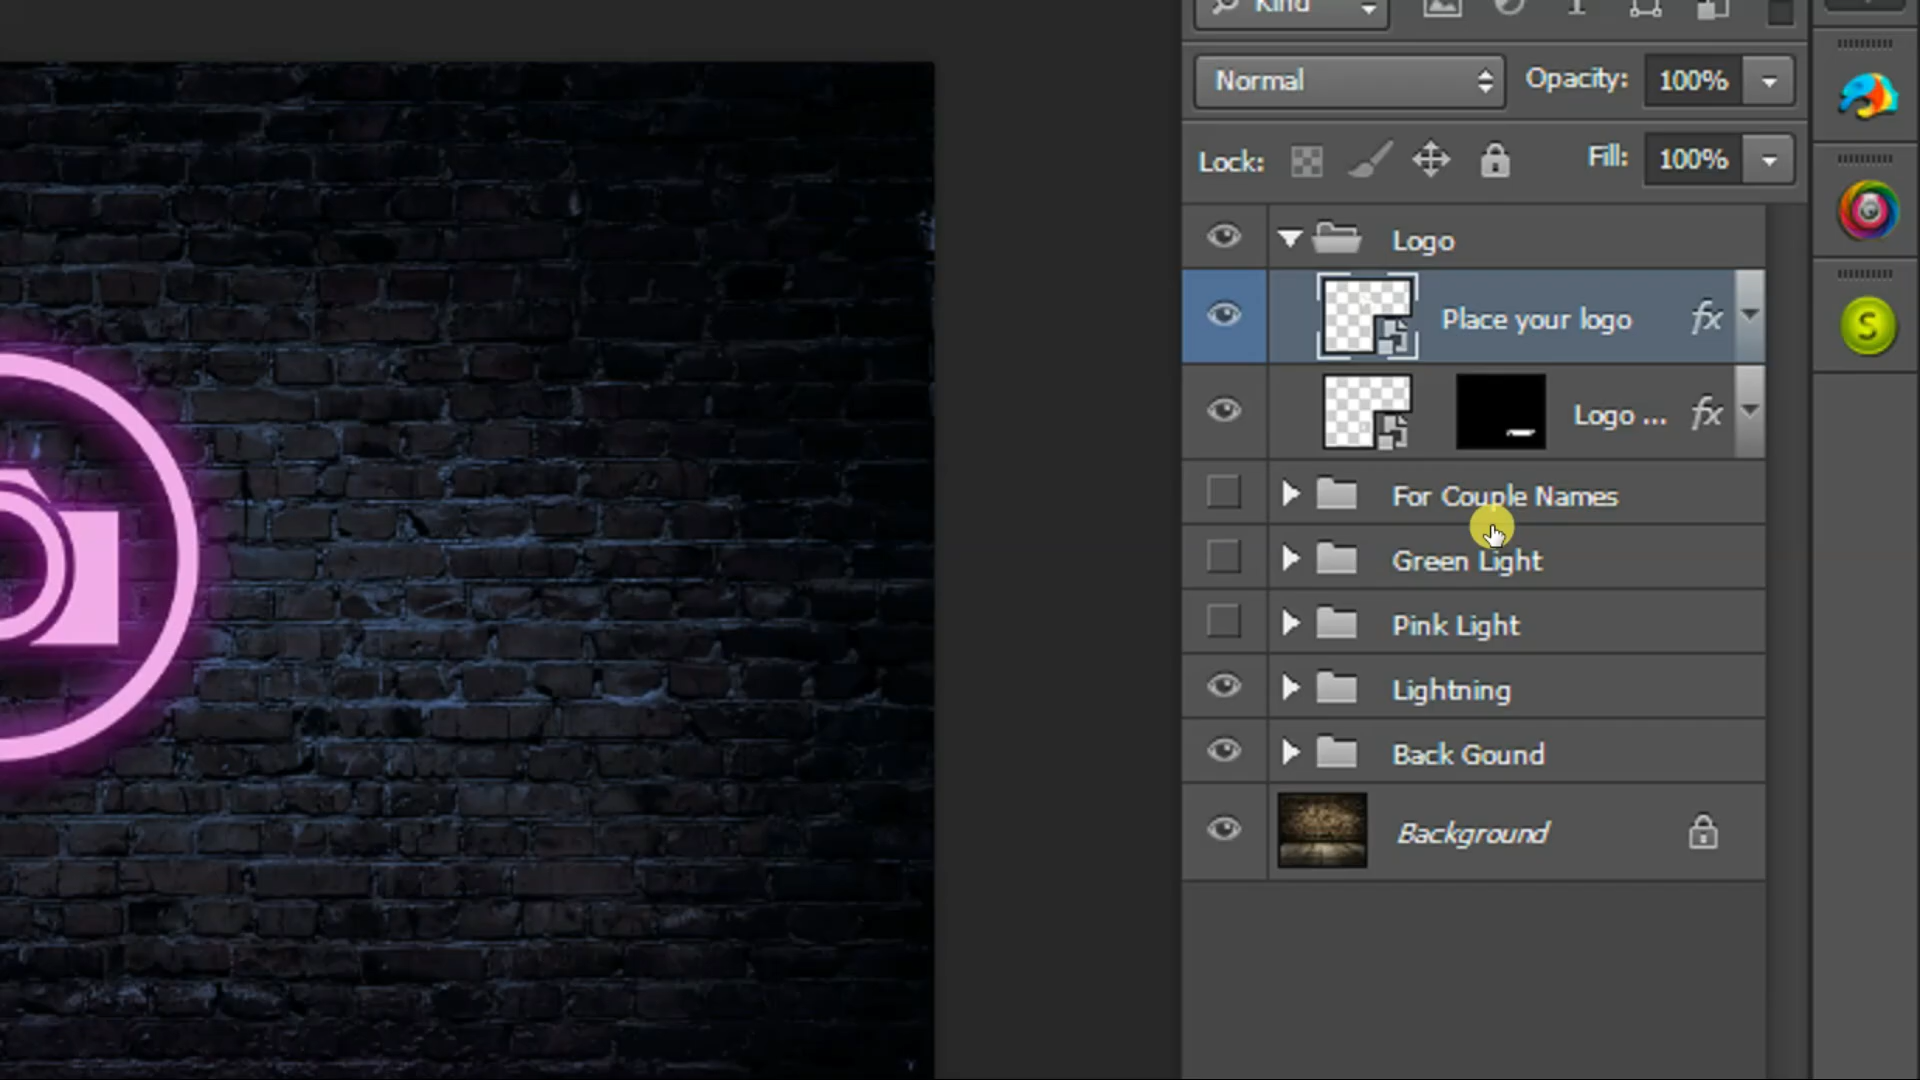 Kind
Normal
Opacity: 100%
Lock:
Fill: 100%
Logo
Place your logo fx
Logo ... fx
For Couple Names
Green Light
Pink Light
Lightning
Back Gound
Background
S